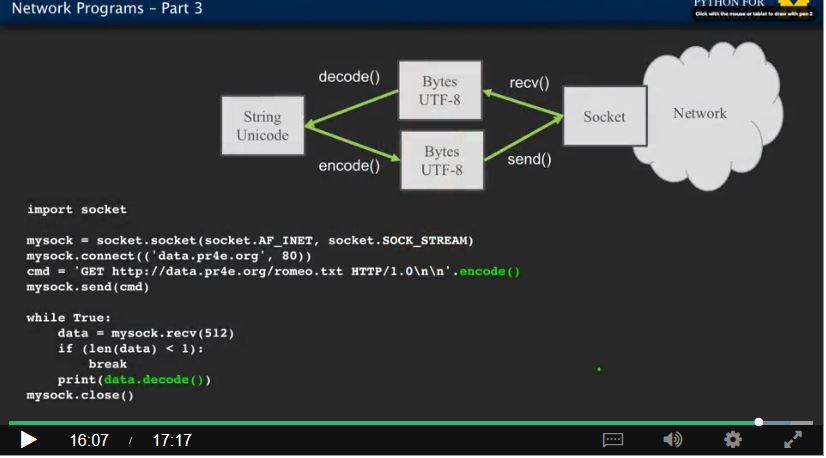 Network Programs – Part 3
PYTHON FOR
Click with the mouse or tablet to draw with pen 2
decode()
Bytes
UTF-8
recv()
String
Unicode
Socket
Network
encode()
Bytes
UTF-8
send()
import socket
mysock = socket.socket(socket.AF_INET, socket.SOCK_STREAM)
mysock.connect(('data.pr4e.org', 80))
cmd = 'GET http://data.pr4e.org/romeo.txt HTTP/1.0\n\n'.encode()
mysock.send(cmd)
while True:
    data = mysock.recv(512)
    if (len(data) < 1):
        break
    print(data.decode())
mysock.close()
16:07 / 17:17